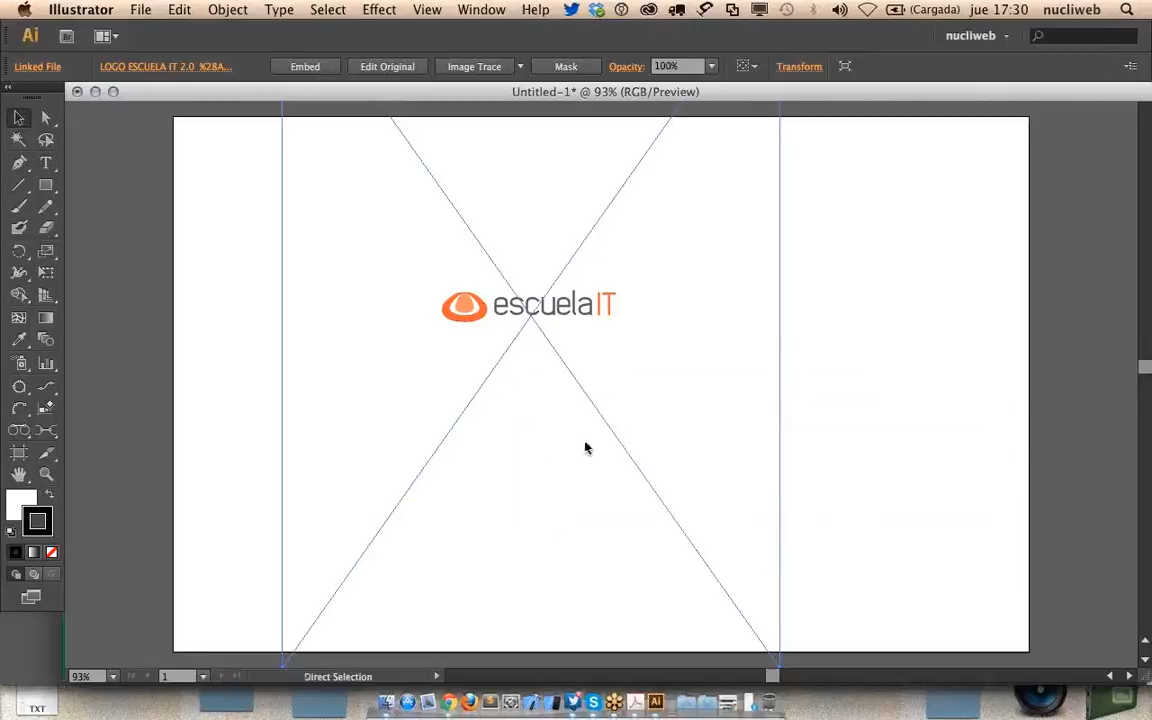 Illustrator File Edit Object Type Select Effect View Window Help (Cargada) jue 17:30 nucliweb
Ai Br nucliweb
Linked File LOGO ESCUELA IT 2.0 %28A... Embed Edit Original Image Trace Mask Opacity: 100% Transform
Untitled-1* @ 93% (RGB/Preview)
escuelaIT
93% 1 Direct Selection
TXT
Ai